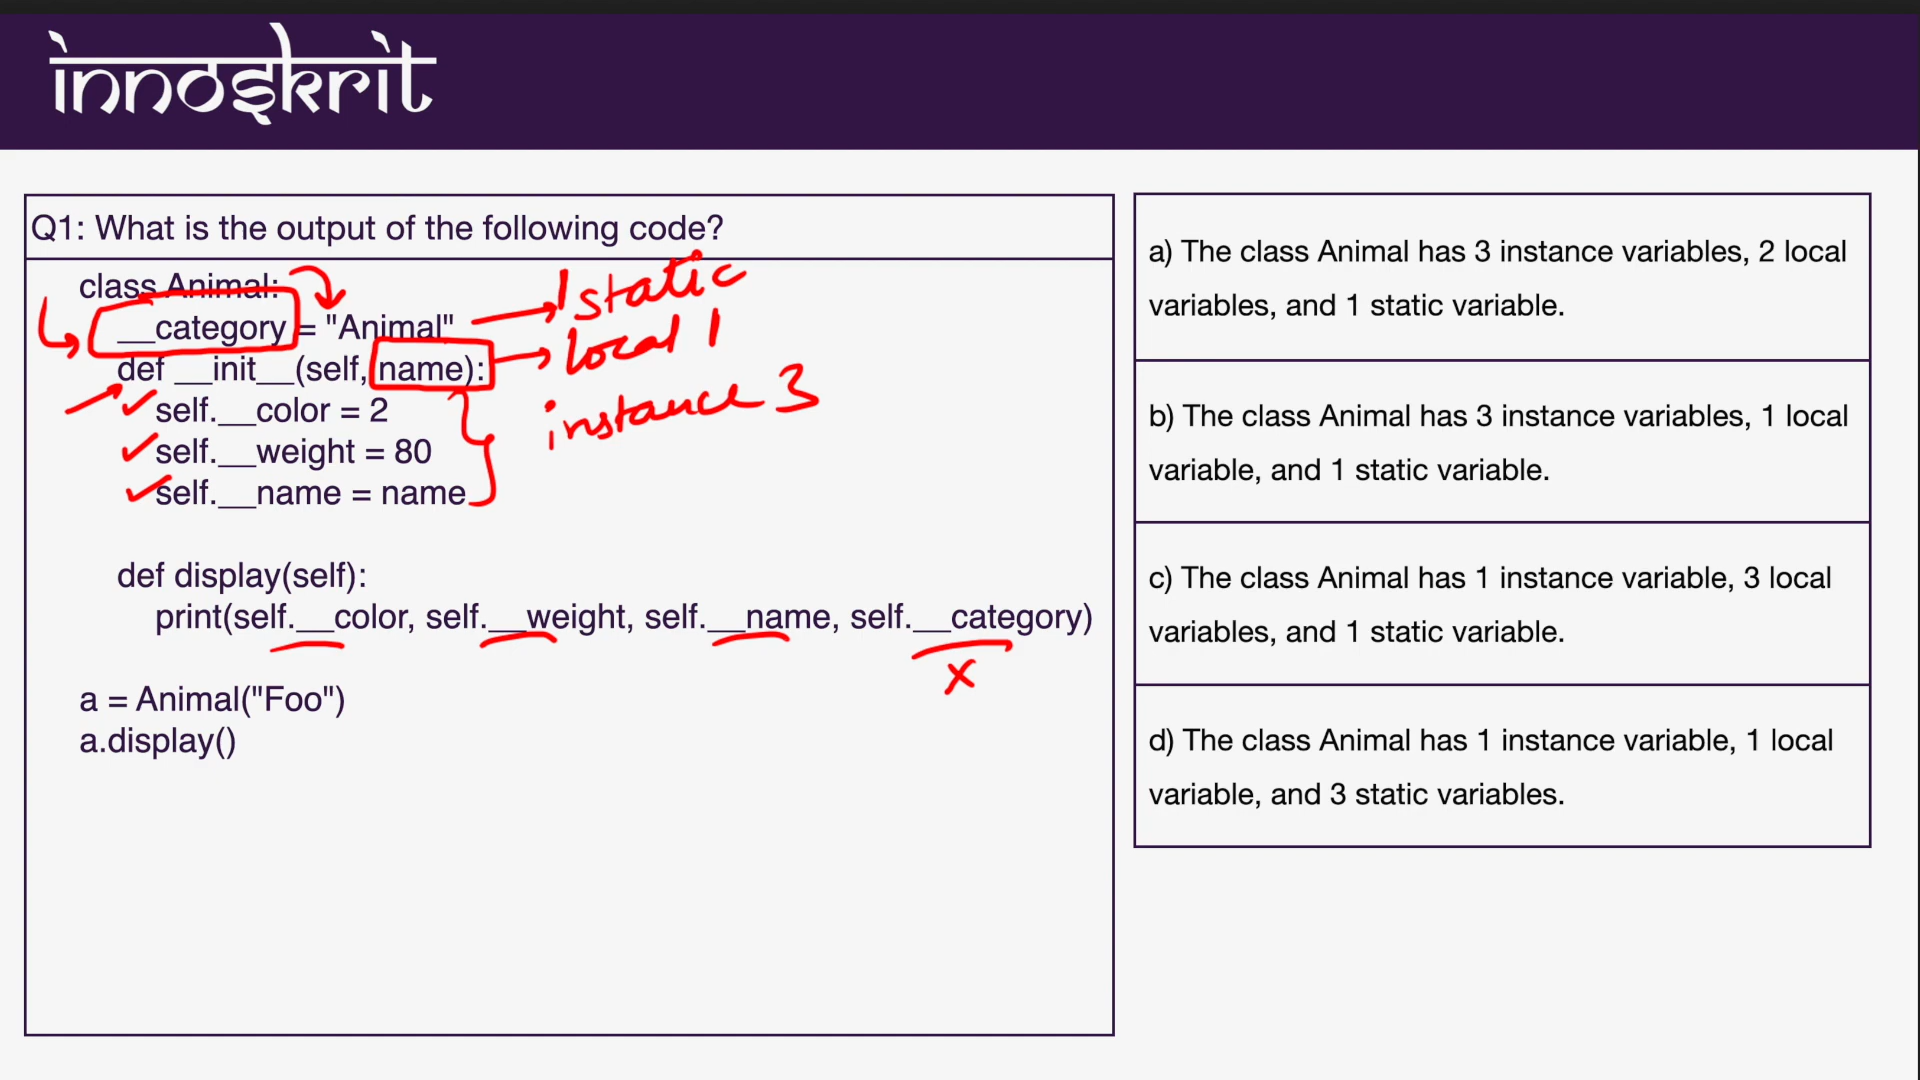 innoskrit
Q1: What is the output of the following code?
class Animal:
__category = "Animal"
def __init__(self, name):
self.__color = 2
self.__weight = 80
self.__name = name
def display(self):
print(self.__color, self.__weight, self.__name, self.__category)
a = Animal("Foo")
a.display()
1 static
local 1
instance 3
x
a) The class Animal has 3 instance variables, 2 local
variables, and 1 static variable.
b) The class Animal has 3 instance variables, 1 local
variable, and 1 static variable.
c) The class Animal has 1 instance variable, 3 local
variables, and 1 static variable.
d) The class Animal has 1 instance variable, 1 local
variable, and 3 static variables.